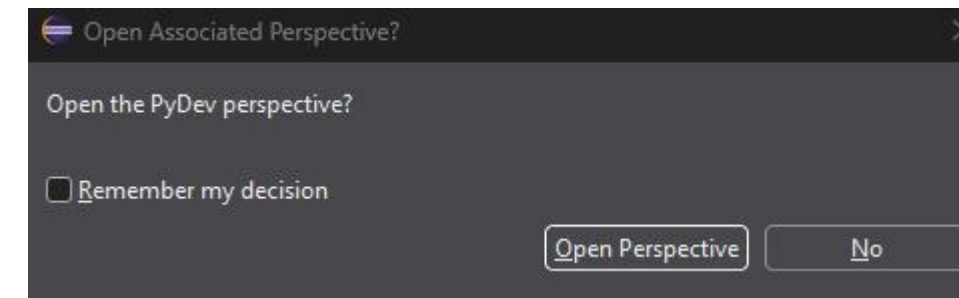 Open Associated Perspective?
Open the PyDev perspective?
Remember my decision
Open Perspective No